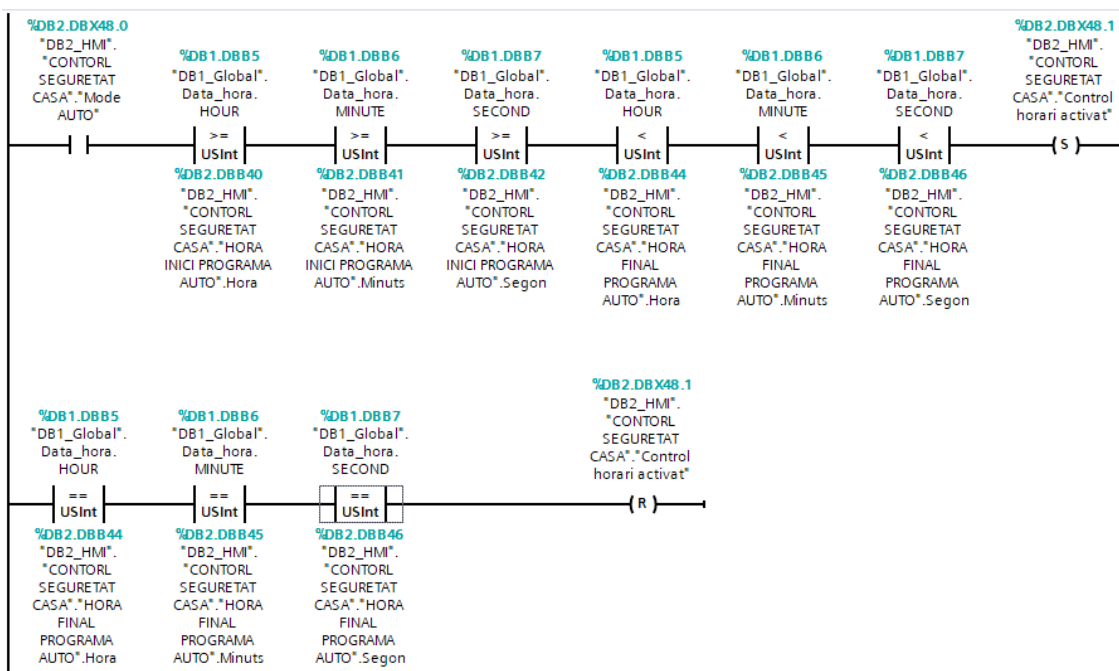 %DB2.DBX48.0
"DB2_HMI".
"CONTORL
SEGURETAT
CASA"."Mode
AUTO"
%DB1.DBB5
"DB1_Global".
Data_hora.
HOUR
>=
USInt
%DB2.DBB40
"DB2_HMI".
"CONTORL
SEGURETAT
CASA"."HORA
INICI PROGRAMA
AUTO".Hora
%DB1.DBB6
"DB1_Global".
Data_hora.
MINUTE
>=
USInt
%DB2.DBB41
"DB2_HMI".
"CONTORL
SEGURETAT
CASA"."HORA
INICI PROGRAMA
AUTO".Minuts
%DB1.DBB7
"DB1_Global".
Data_hora.
SECOND
>=
USInt
%DB2.DBB42
"DB2_HMI".
"CONTORL
SEGURETAT
CASA"."HORA
INICI PROGRAMA
AUTO".Segon
%DB1.DBB5
"DB1_Global".
Data_hora.
HOUR
<
USInt
%DB2.DBB44
"DB2_HMI".
"CONTORL
SEGURETAT
CASA"."HORA
FINAL
PROGRAMA
AUTO".Hora
%DB1.DBB6
"DB1_Global".
Data_hora.
MINUTE
<
USInt
%DB2.DBB45
"DB2_HMI".
"CONTORL
SEGURETAT
CASA"."HORA
FINAL
PROGRAMA
AUTO".Minuts
%DB1.DBB7
"DB1_Global".
Data_hora.
SECOND
<
USInt
%DB2.DBB46
"DB2_HMI".
"CONTORL
SEGURETAT
CASA"."HORA
FINAL
PROGRAMA
AUTO".Segon
%DB2.DBX48.1
"DB2_HMI".
"CONTORL
SEGURETAT
CASA"."Control
horari activat"
S
%DB1.DBB5
"DB1_Global".
Data_hora.
HOUR
==
USInt
%DB2.DBB44
"DB2_HMI".
"CONTORL
SEGURETAT
CASA"."HORA
FINAL
PROGRAMA
AUTO".Hora
%DB1.DBB6
"DB1_Global".
Data_hora.
MINUTE
==
USInt
%DB2.DBB45
"DB2_HMI".
"CONTORL
SEGURETAT
CASA"."HORA
FINAL
PROGRAMA
AUTO".Minuts
%DB1.DBB7
"DB1_Global".
Data_hora.
SECOND
==
USInt
%DB2.DBB46
"DB2_HMI".
"CONTORL
SEGURETAT
CASA"."HORA
FINAL
PROGRAMA
AUTO".Segon
%DB2.DBX48.1
"DB2_HMI".
"CONTORL
SEGURETAT
CASA"."Control
horari activat"
R